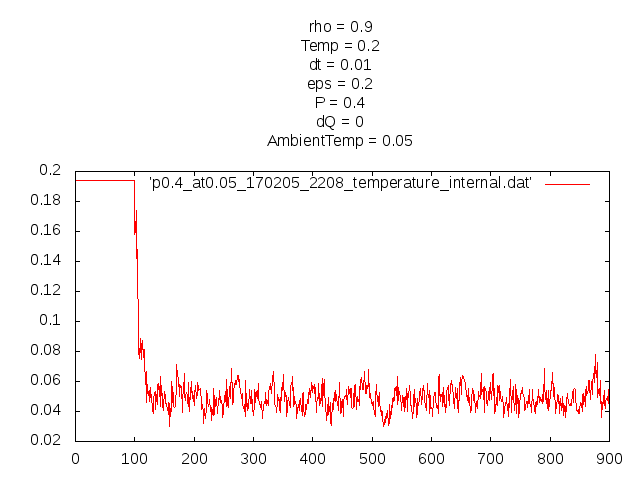 rho = 0.9
Temp = 0.2
dt = 0.01
eps = 0.2
P = 0.4
dQ = 0
AmbientTemp = 0.05
0.2
'p0.4_at0.05_170205_2208_temperature_internal.dat'
0.18
0.16
0.14
0.12
0.1
0.08
0.06
0.04
0.02
0 100 200 300 400 500 600 700 800 900